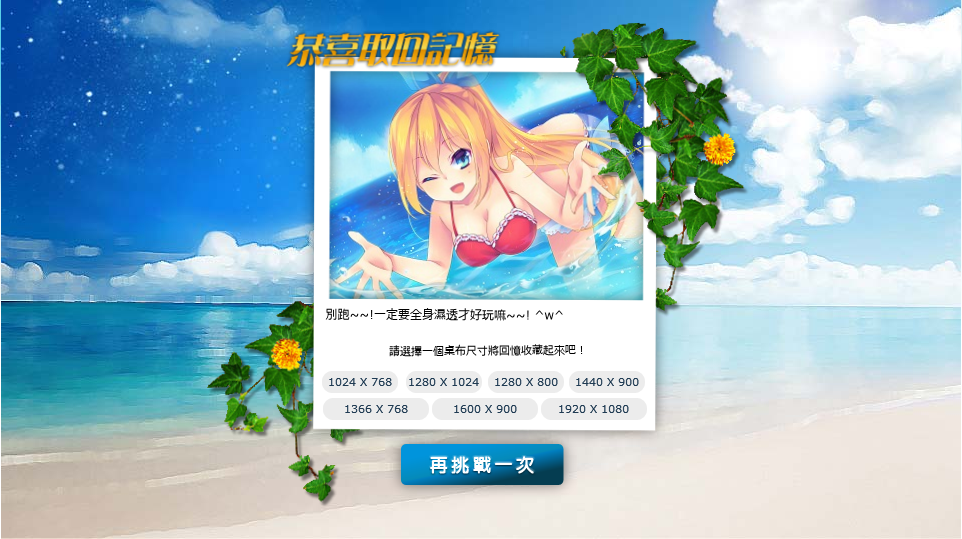 恭喜取回記憶
別跑~~!一定要全身濕透才好玩嘛~~! ^w^
請選擇一個桌布尺寸將回憶收藏起來吧！
1024 X 768 1280 X 1024 1280 X 800 1440 X 900
1366 X 768 1600 X 900 1920 X 1080
再挑戰一次